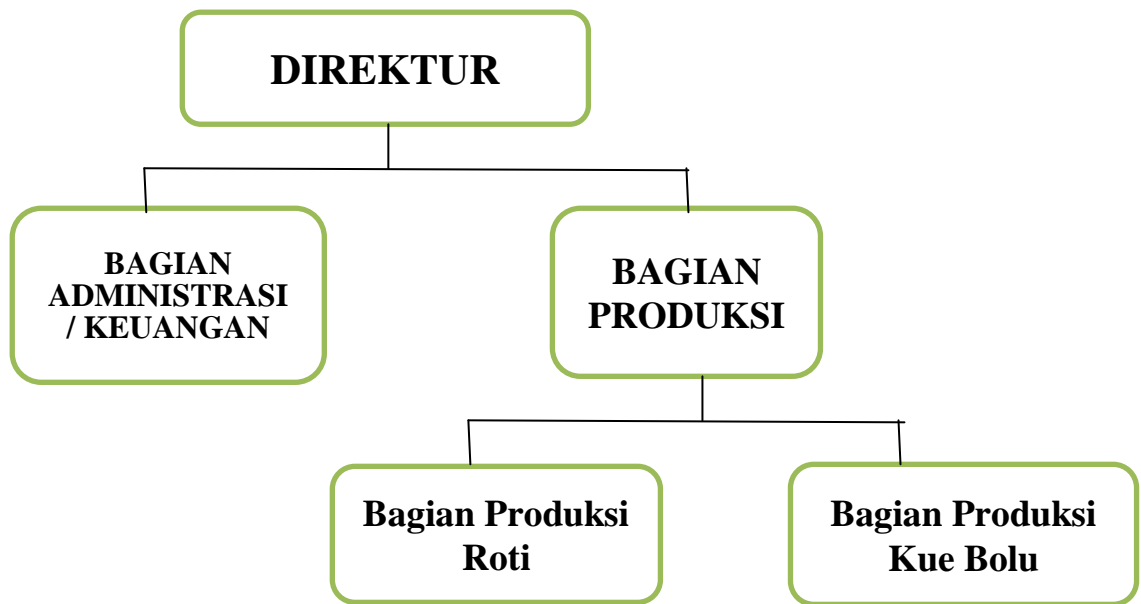 DIREKTUR
BAGIAN
ADMINISTRASI
/ KEUANGAN
BAGIAN
PRODUKSI
Bagian Produksi
Roti
Bagian Produksi
Kue Bolu